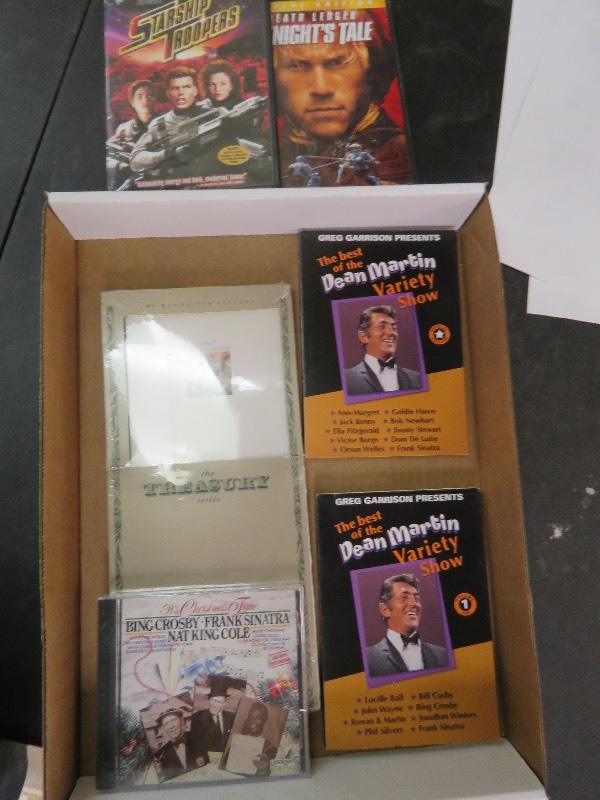 STARSHIP
TROOPERS
EDITION
HEATH LEDGER
KNIGHT'S TALE
GREG GARRISON PRESENTS
The best
of the
Dean Martin
Variety
Show
Ann-Margret ★ Goldie Hawn
★ Jack Benny ★ Bob Newhart
★ Ella Fitzgerald ★ Jimmy Stewart
★ Victor Borge ★ Dom De Luise
★ Orson Welles ★ Frank Sinatra
the
TREASURY
series
GREG GARRISON PRESENTS
The best
of the
Dean Martin
Variety
Show
1
★ Lucille Ball ★ Bill Cosby
★ John Wayne ★ Bing Crosby
★ Rowan & Martin ★ Jonathan Winters
★ Phil Silvers ★ Frank Sinatra
It's Christmas Time
BING CROSBY · FRANK SINATRA
NAT KING COLE